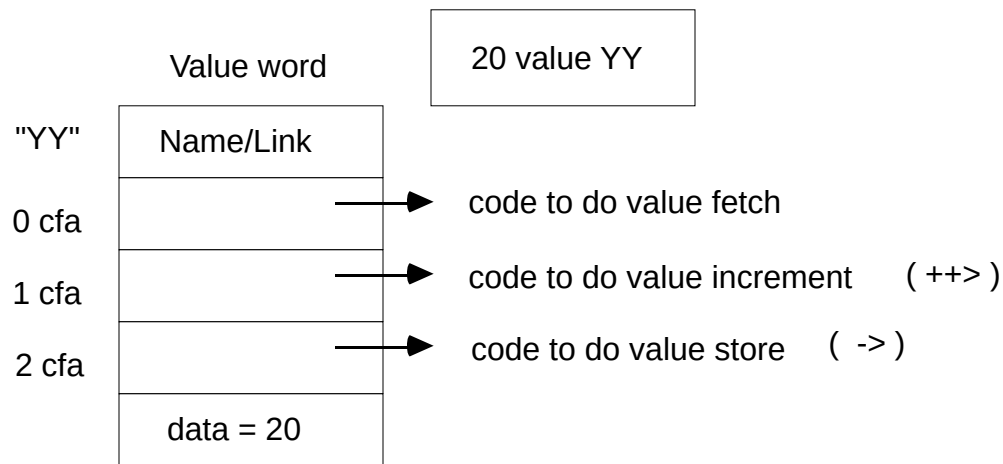 20 value YY
Value word
"YY"
Name/Link
0 cfa
code to do value fetch
1 cfa
code to do value increment ( ++> )
2 cfa
code to do value store ( -> )
data = 20